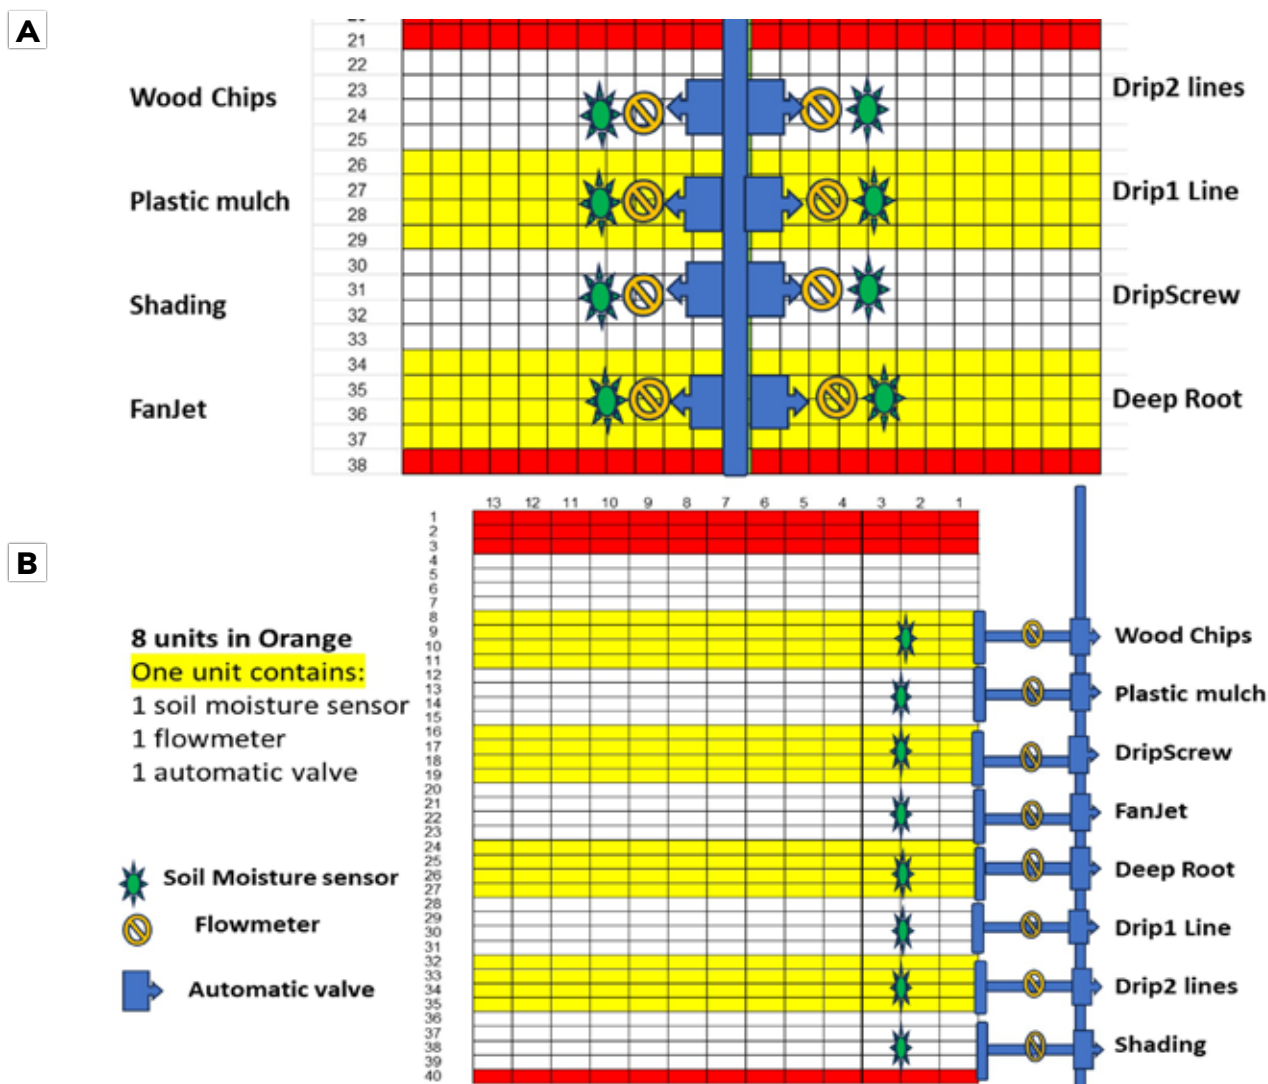 A
21
22
Wood Chips
23
24
25
Drip2 lines
26
Plastic mulch
27
28
29
Drip1 Line
30
Shading
31
32
33
DripScrew
34
FanJet
35
36
37
Deep Root
38
13 12 11 10 9 8 7 6 5 4 3 2 1
B
1
2
3
4
5
6
7
8
9
10
11
12
13
14
15
16
17
18
19
20
21
22
23
24
25
26
27
28
29
30
31
32
33
34
35
36
37
38
39
40
8 units in Orange
One unit contains:
1 soil moisture sensor
1 flowmeter
1 automatic valve
Soil Moisture sensor
Flowmeter
Automatic valve
Wood Chips
Plastic mulch
DripScrew
FanJet
Deep Root
Drip1 Line
Drip2 lines
Shading